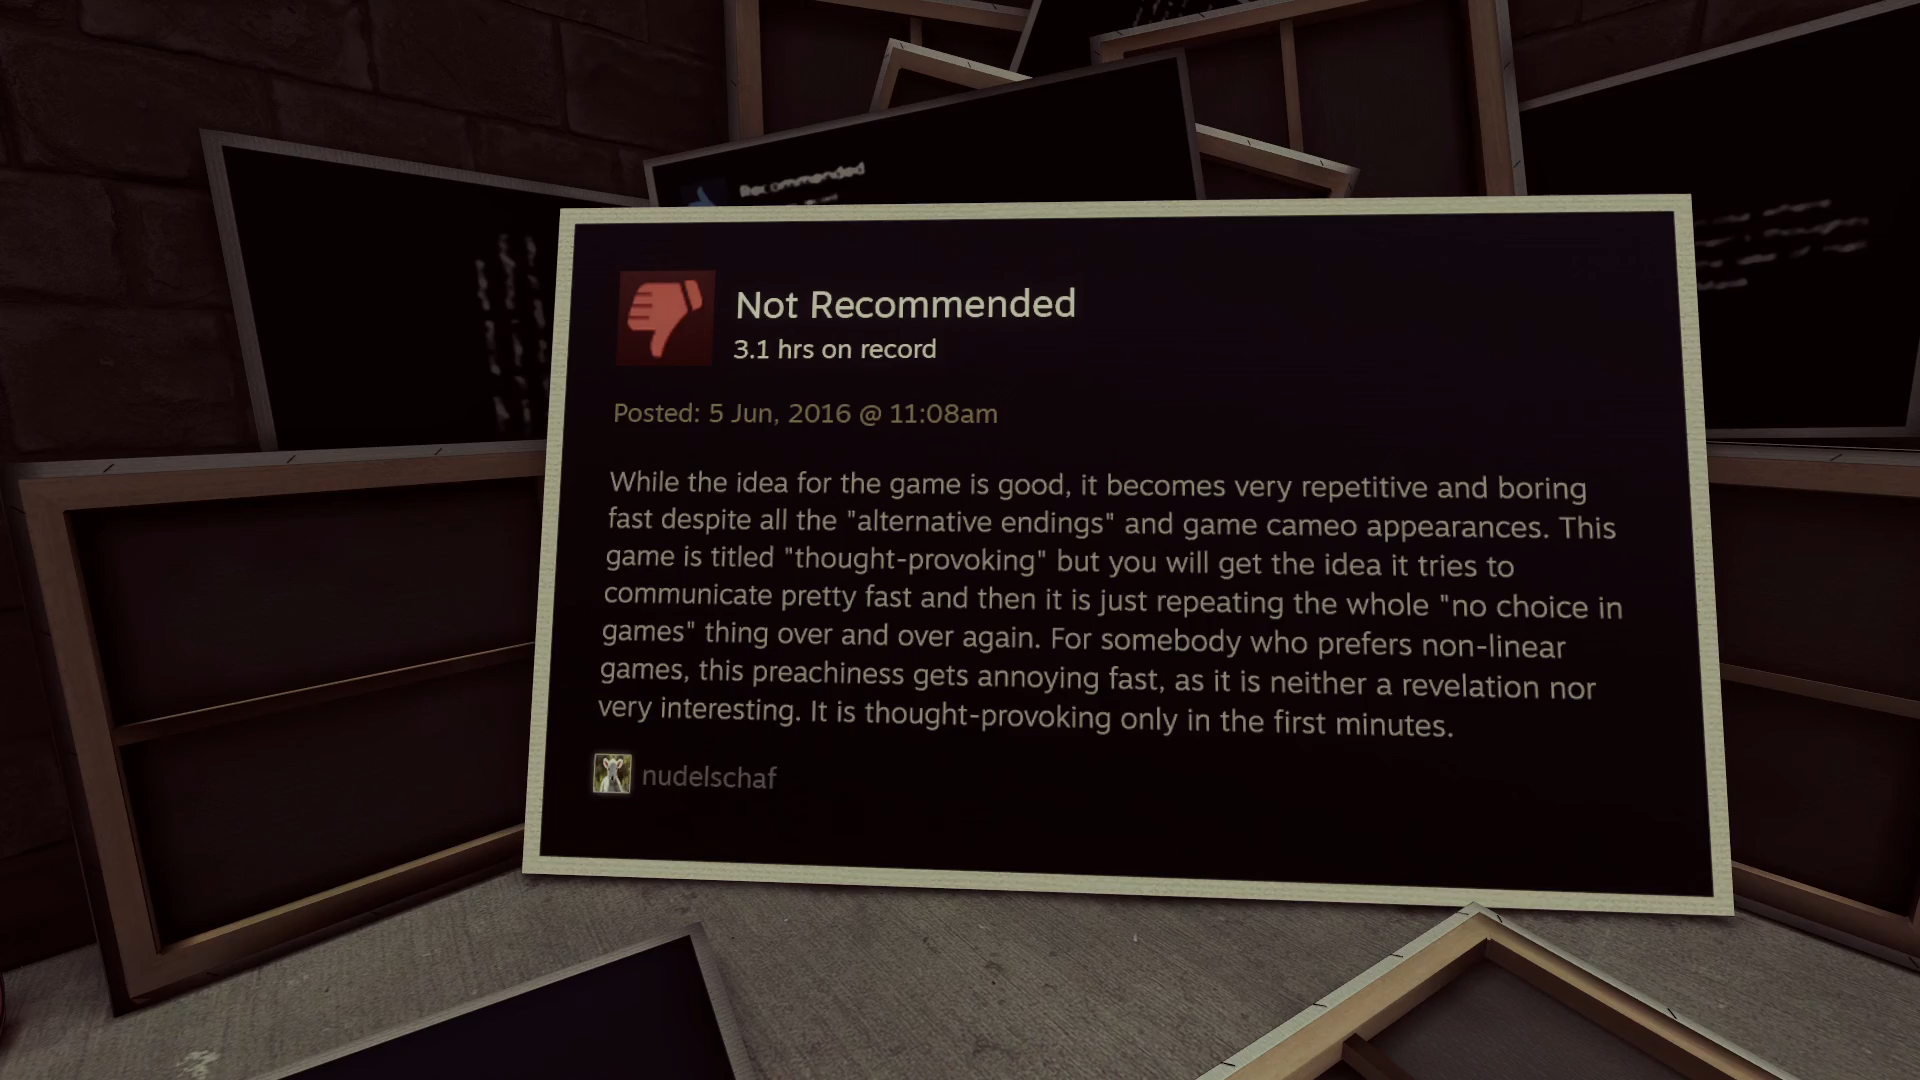 Recommended
Not Recommended
3.1 hrs on record
Posted: 5 Jun, 2016 @ 11:08am
While the idea for the game is good, it becomes very repetitive and boring
fast despite all the "alternative endings" and game cameo appearances. This
game is titled "thought-provoking" but you will get the idea it tries to
communicate pretty fast and then it is just repeating the whole "no choice in
games" thing over and over again. For somebody who prefers non-linear
games, this preachiness gets annoying fast, as it is neither a revelation nor
very interesting. It is thought-provoking only in the first minutes.
nudelschaf